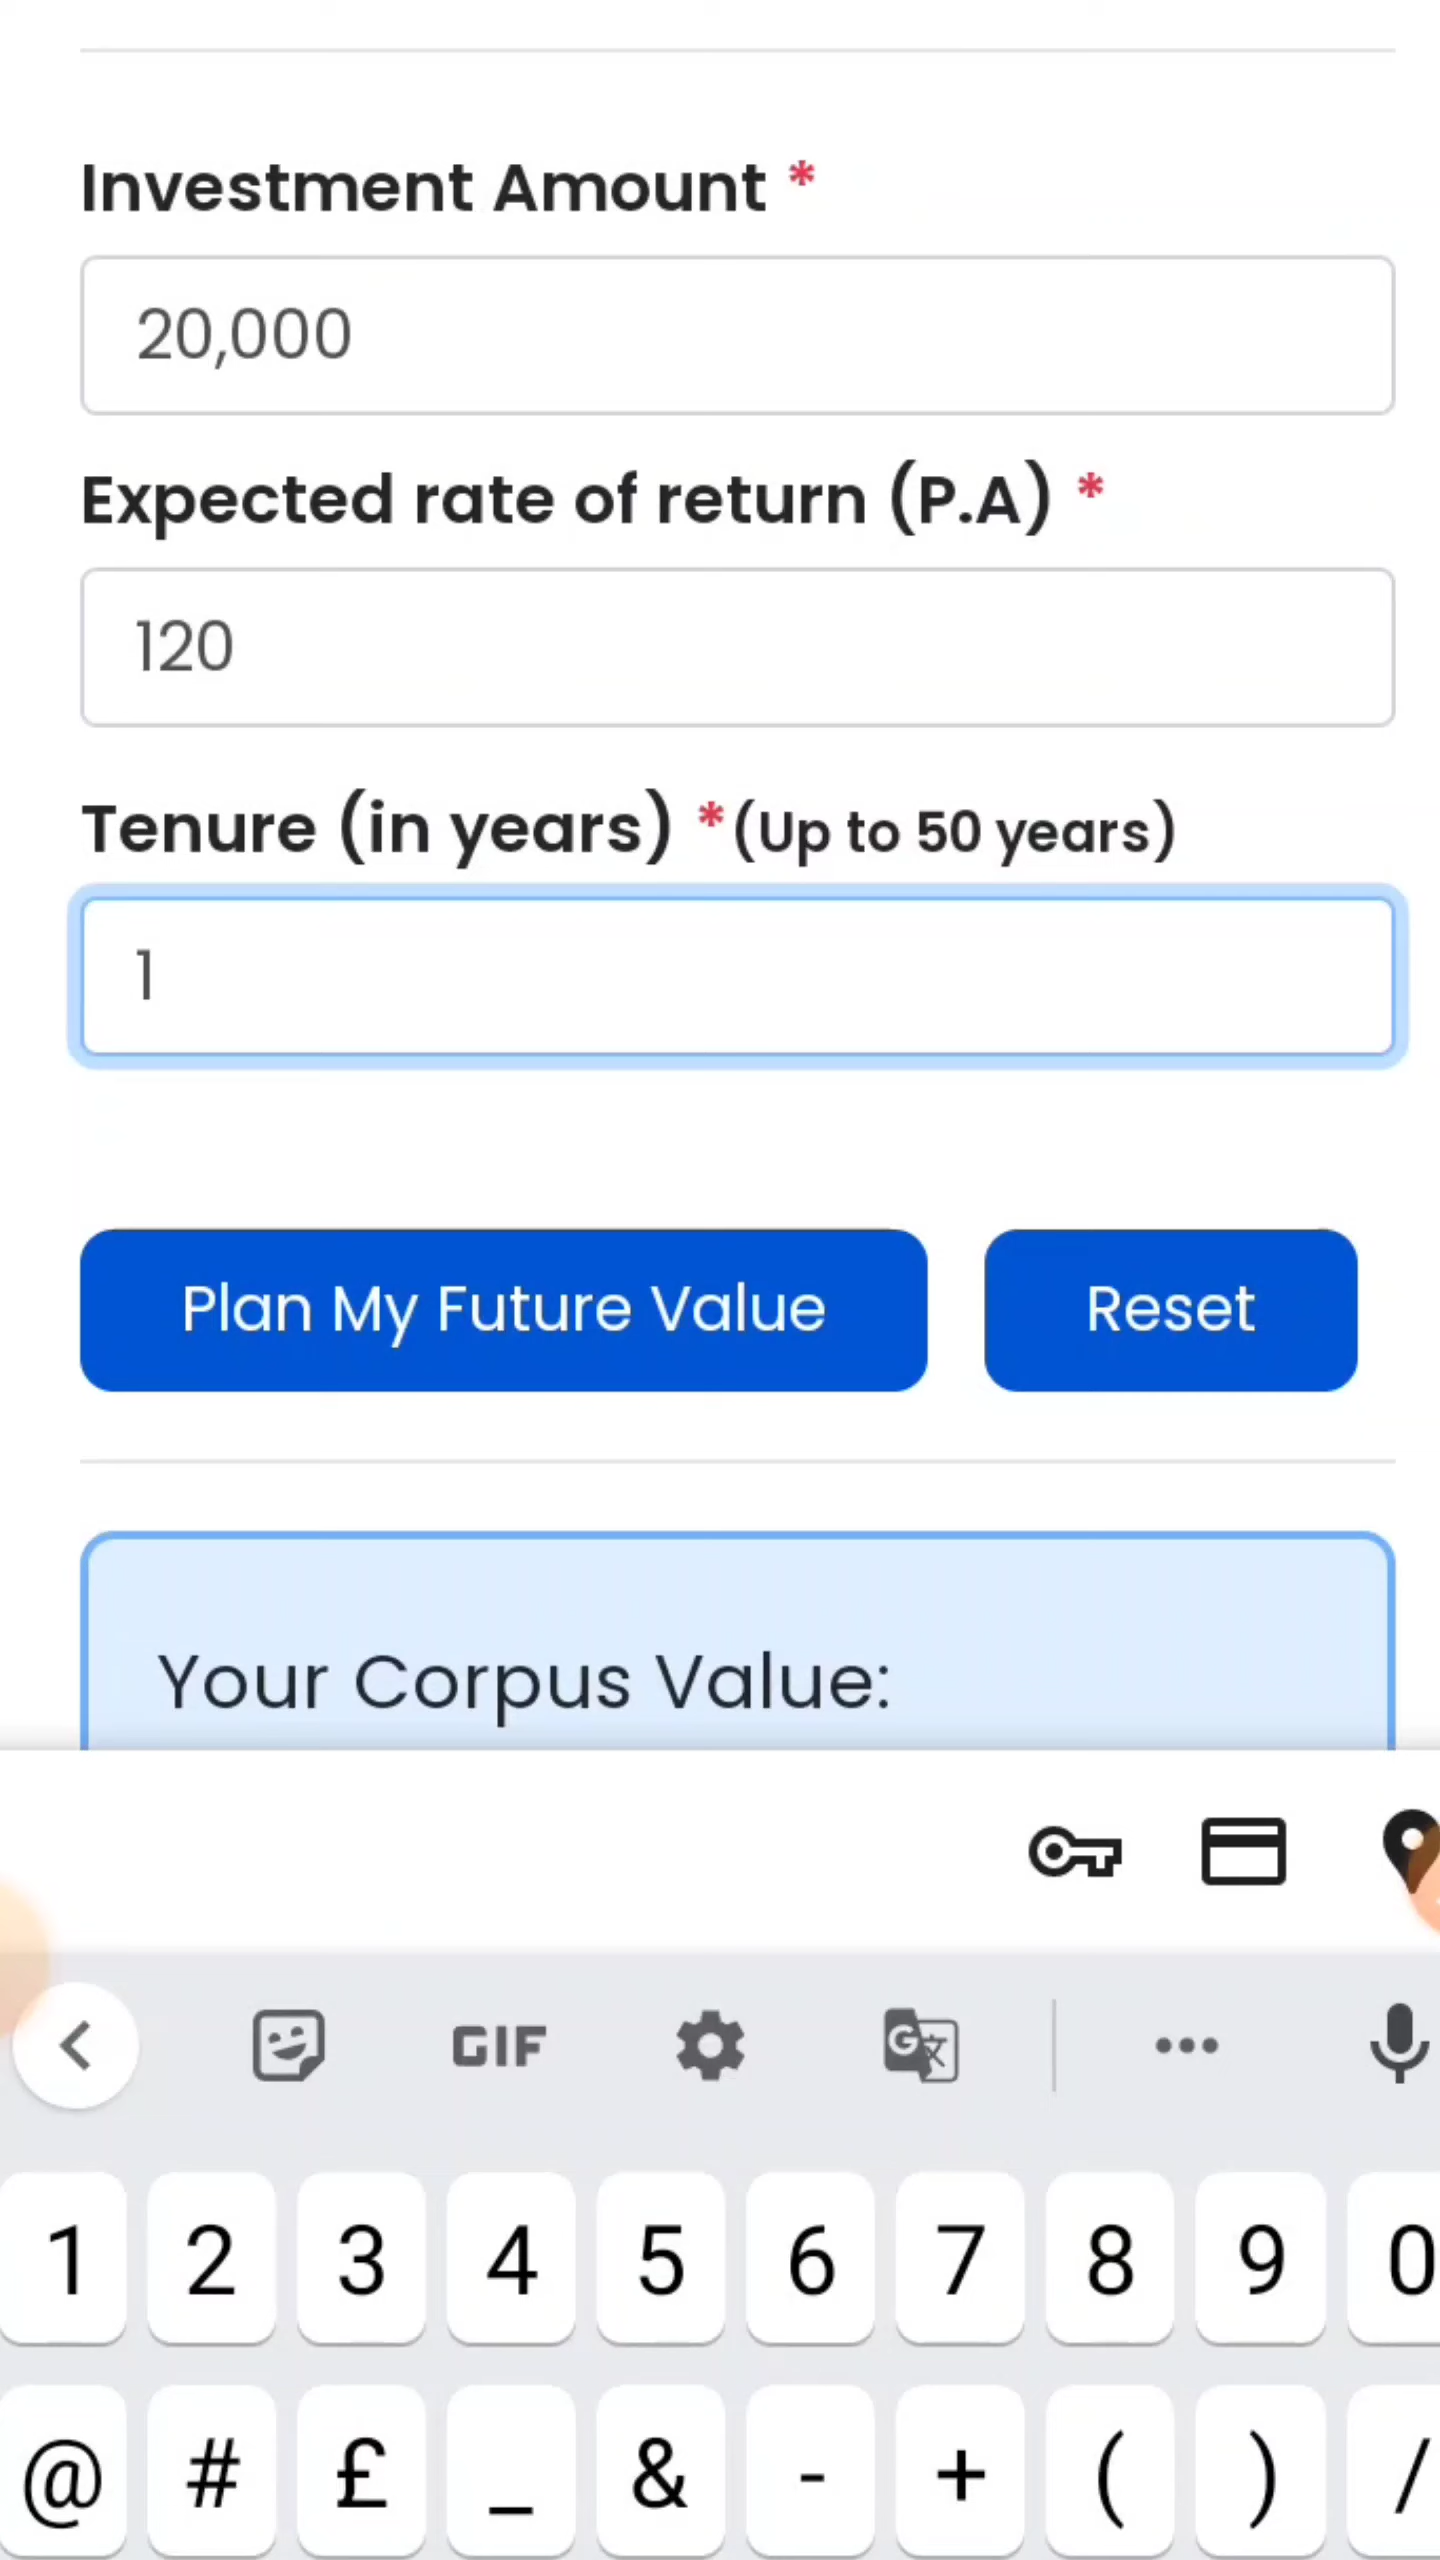 Investment Amount *
20,000
Expected rate of return (P.A) *
120
Tenure (in years) *(Up to 50 years)
1
Plan My Future Value
Reset
Your Corpus Value:
GIF
1 2 3 4 5 6 7 8 9 0
@ # £ _ & - + ( ) /